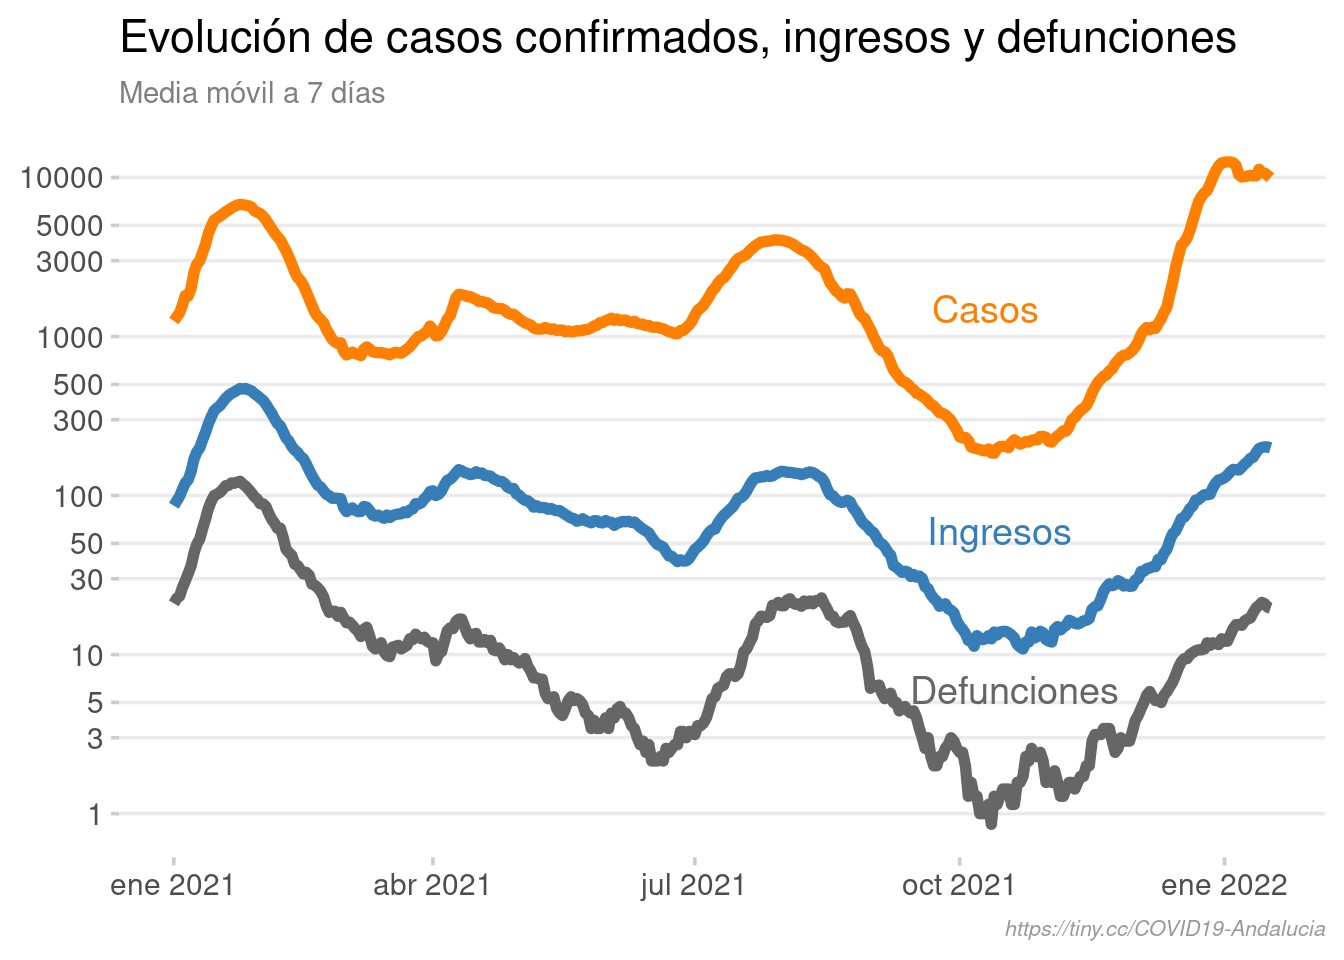 Evolución de casos confirmados, ingresos y defunciones
Media móvil a 7 días
10000
5000
3000
1000
500
300
100
50
30
10
5
3
1
Casos
Ingresos
Defunciones
ene 2021 abr 2021 jul 2021 oct 2021 ene 2022
https://tiny.cc/COVID19-Andalucia